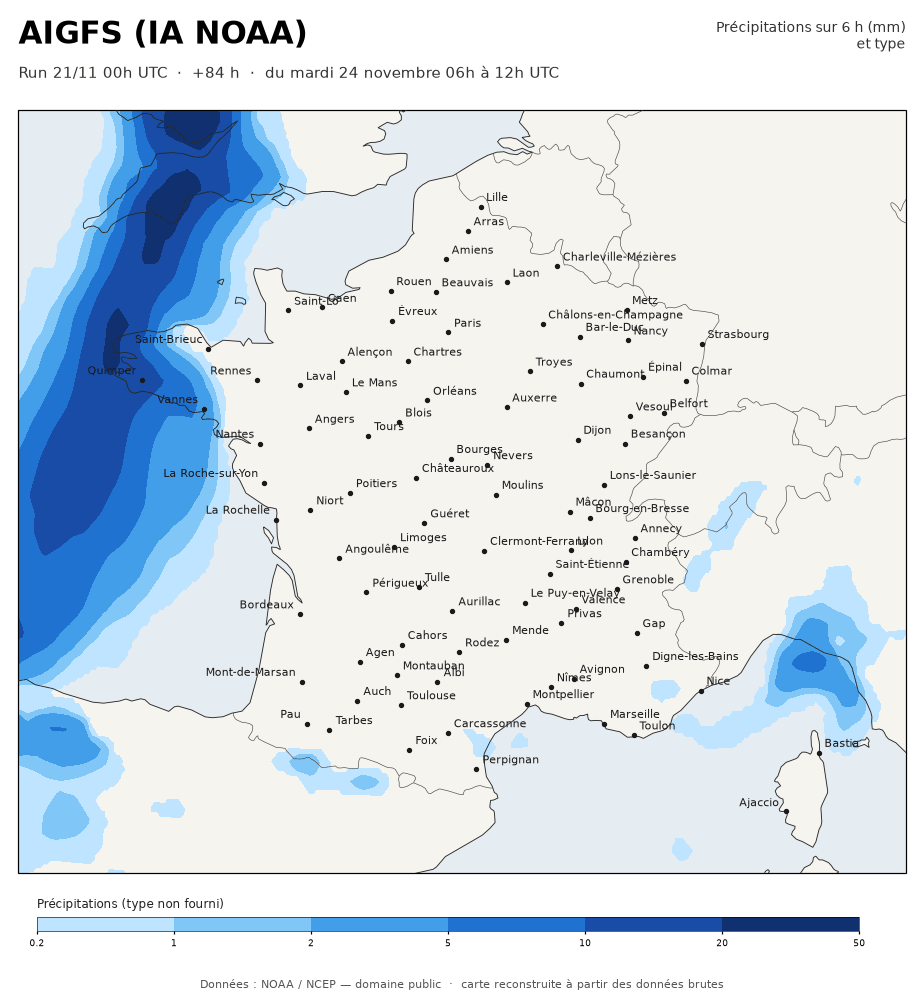 AIGFS (IA NOAA)
Précipitations sur 6 h (mm)
et type
Run 21/11 00h UTC · +84 h · du mardi 24 novembre 06h à 12h UTC
Lille
Arras
Amiens
Charleville-Mézières
Laon
Rouen
Beauvais
Saint-Lô
Caen
Metz
Évreux
Châlons-en-Champagne
Paris
Bar-le-Duc
Nancy
Saint-Brieuc
Strasbourg
Alençon
Chartres
Quimper
Rennes
Laval
Le Mans
Troyes
Chaumont
Épinal
Colmar
Vannes
Orléans
Auxerre
Vesoul
Belfort
Blois
Nantes
Angers
Tours
Dijon
Besançon
Bourges
Nevers
La Roche-sur-Yon
Châteauroux
Lons-le-Saunier
Poitiers
Moulins
La Rochelle
Niort
Guéret
Mâcon
Bourg-en-Bresse
Annecy
Limoges
Angoulême
Clermont-Ferrand
Lyon
Chambéry
Saint-Étienne
Périgueux
Tulle
Grenoble
Le Puy-en-Velay
Valence
Bordeaux
Aurillac
Privas
Gap
Cahors
Rodez
Mende
Agen
Digne-les-Bains
Mont-de-Marsan
Montauban
Albi
Nîmes
Avignon
Nice
Auch
Toulouse
Montpellier
Pau
Tarbes
Carcassonne
Marseille
Toulon
Foix
Bastia
Perpignan
Ajaccio
Précipitations (type non fourni)
0.2 1 2 5 10 20 50
Données : NOAA / NCEP — domaine public · carte reconstruite à partir des données brutes